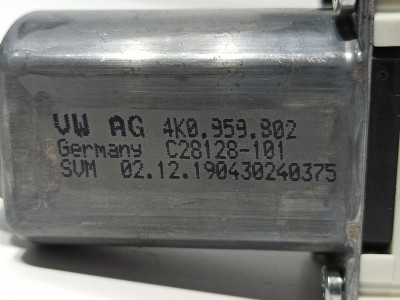 VW AG 4K0.959.802
Germany C28128-101
SVM 02.12.190430240375